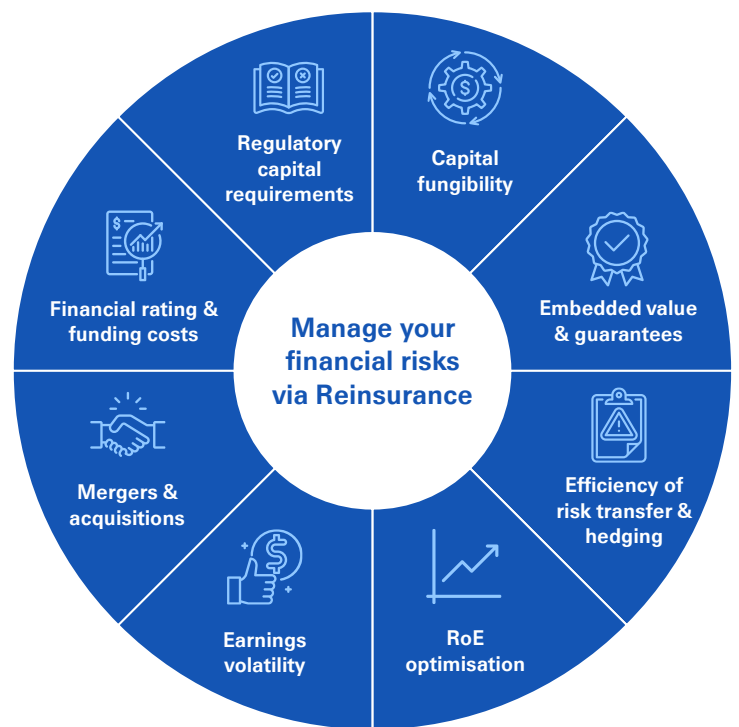 Regulatory
capital
requirements
Capital
fungibility
Embedded value
& guarantees
Efficiency of
risk transfer &
hedging
RoE
optimisation
Earnings
volatility
Mergers &
acquisitions
Financial rating &
funding costs
Manage your
financial risks
via Reinsurance